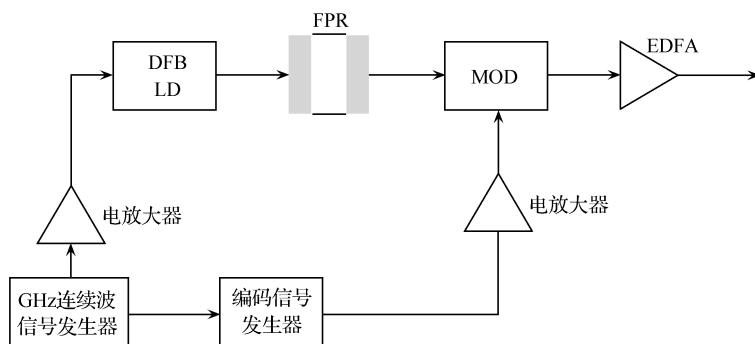 FPR
DFB
LD
MOD
EDFA
电放大器
电放大器
GHz连续波
信号发生器
编码信号
发生器